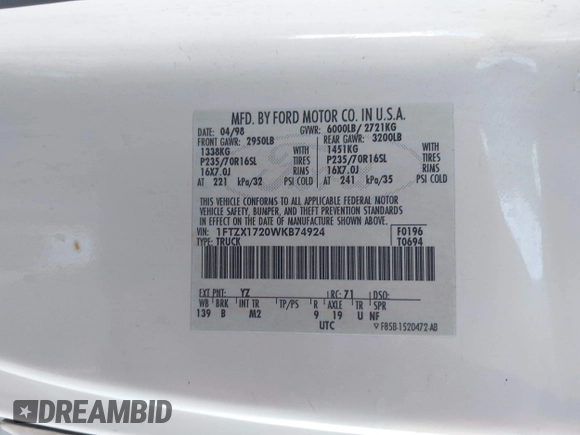 MFD. BY FORD MOTOR CO. IN U.S.A.
DATE: 04/98 GVWR: 6000LB/ 2721KG
FRONT GAWR: 2950LB REAR GAWR: 3200LB
1338KG WITH 1451KG WITH
P235/70R16SL TIRES P235/70R16SL TIRES
16X7.0J RIMS 16X7.0J RIMS
AT 221 kPa/32 PSI COLD AT 241 kPa/35 PSI COLD
THIS VEHICLE CONFORMS TO ALL APPLICABLE FEDERAL MOTOR
VEHICLE SAFETY, BUMPER, AND THEFT PREVENTION STANDARDS
IN EFFECT ON THE DATE OF MANUFACTURE SHOWN ABOVE.
VIN: 1FTZX1720WKB74924 F0196
TYPE: TRUCK T0694
EXT PNT: YZ RC: 71 DSO:
WB BRK INT TR TP/PS R AXLE TR SPR
139 B M2 9 19 U NF
UTC F85B-1520472-AB
DREAMBID